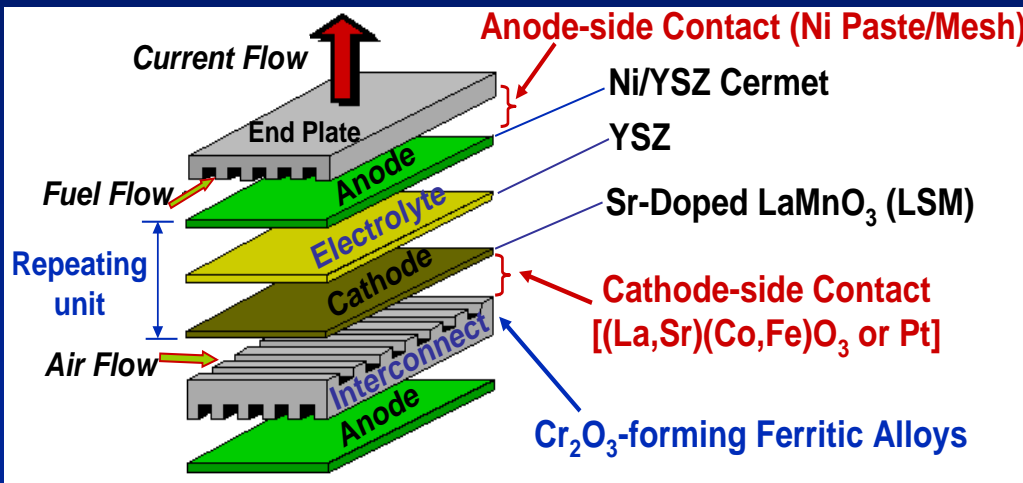 Anode-side Contact (Ni Paste/Mesh)
Current Flow
Ni/YSZ Cermet
End Plate
YSZ
Anode
Fuel Flow
Sr-Doped LaMnO₃ (LSM)
Electrolyte
Repeating
unit
Cathode
Cathode-side Contact
[(La,Sr)(Co,Fe)O₃ or Pt]
Air Flow
Interconnect
Anode
Cr₂O₃-forming Ferritic Alloys